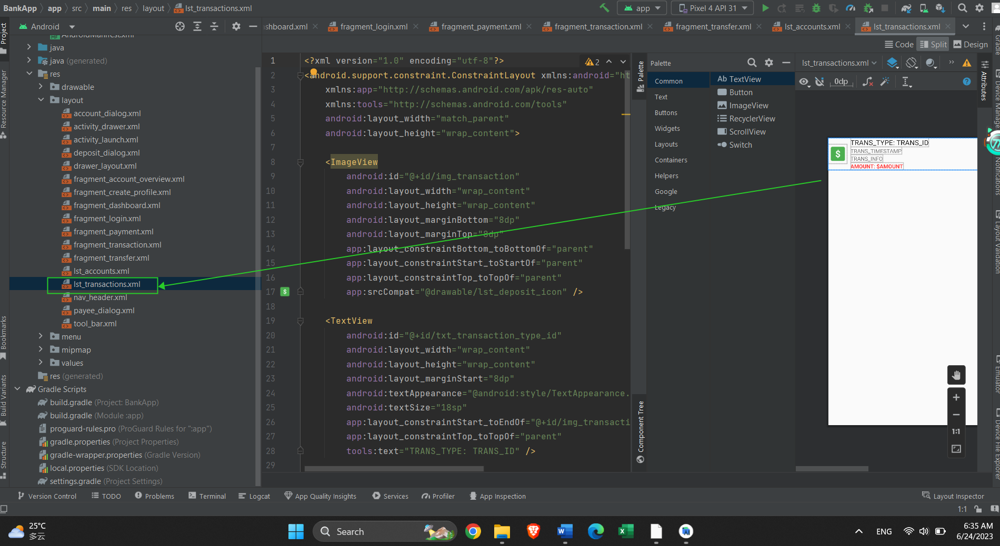 BankApp app src main res layout lst_transactions.xml
app Pixel 4 API 31
Android
shboard.xml fragment_login.xml fragment_payment.xml fragment_transaction.xml fragment_transfer.xml lst_accounts.xml lst_transactions.xml
Code Split Design
Project
Resource Manager
Bookmarks
Build Variants
Structure
AndroidManifest.xml
java
java (generated)
res
drawable
layout
account_dialog.xml
activity_drawer.xml
activity_launch.xml
deposit_dialog.xml
drawer_layout.xml
fragment_account_overview.xml
fragment_create_profile.xml
fragment_dashboard.xml
fragment_login.xml
fragment_payment.xml
fragment_transaction.xml
fragment_transfer.xml
lst_accounts.xml
lst_transactions.xml
nav_header.xml
payee_dialog.xml
tool_bar.xml
menu
mipmap
values
res (generated)
Gradle Scripts
build.gradle (Project: BankApp)
build.gradle (Module :app)
proguard-rules.pro (ProGuard Rules for ":app")
gradle.properties (Project Properties)
gradle-wrapper.properties (Gradle Version)
local.properties (SDK Location)
settings.gradle (Project Settings)
2
1 <?xml version="1.0" encoding="utf-8"?>
2 <android.support.constraint.ConstraintLayout xmlns:android="ht
3 xmlns:app="http://schemas.android.com/apk/res-auto"
4 xmlns:tools="http://schemas.android.com/tools"
5 android:layout_width="match_parent"
6 android:layout_height="wrap_content">
7
8 <ImageView
9 android:id="@+id/img_transaction"
10 android:layout_width="wrap_content"
11 android:layout_height="wrap_content"
12 android:layout_marginBottom="8dp"
13 android:layout_marginTop="8dp"
14 app:layout_constraintBottom_toBottomOf="parent"
15 app:layout_constraintStart_toStartOf="parent"
16 app:layout_constraintTop_toTopOf="parent"
17 $ app:srcCompat="@drawable/lst_deposit_icon" />
18
19 <TextView
20 android:id="@+id/txt_transaction_type_id"
21 android:layout_width="wrap_content"
22 android:layout_height="wrap_content"
23 android:layout_marginStart="8dp"
24 android:textAppearance="@android:style/TextAppearance.
25 android:textSize="18sp"
26 app:layout_constraintStart_toEndOf="@+id/img_transacti
27 app:layout_constraintTop_toTopOf="parent"
28 tools:text="TRANS_TYPE: TRANS_ID" />
29
Palette
Component Tree
Palette
Common
Text
Buttons
Widgets
Layouts
Containers
Helpers
Google
Legacy
Ab TextView
Button
ImageView
RecyclerView
ScrollView
Switch
lst_transactions.xml
0dp
$
TRANS_TYPE: TRANS_ID
TRANS_TIMESTAMP
TRANS_INFO
AMOUNT: $AMOUNT
1:1
Attributes
Gradle
Device Manage
Notifications
Layout Validation
Emulator
Device File Explorer
Version Control TODO Problems Terminal Logcat App Quality Insights Services Profiler App Inspection Layout Inspector
1:1
25°C
多云
Search
ENG
6:35 AM
6/24/2023